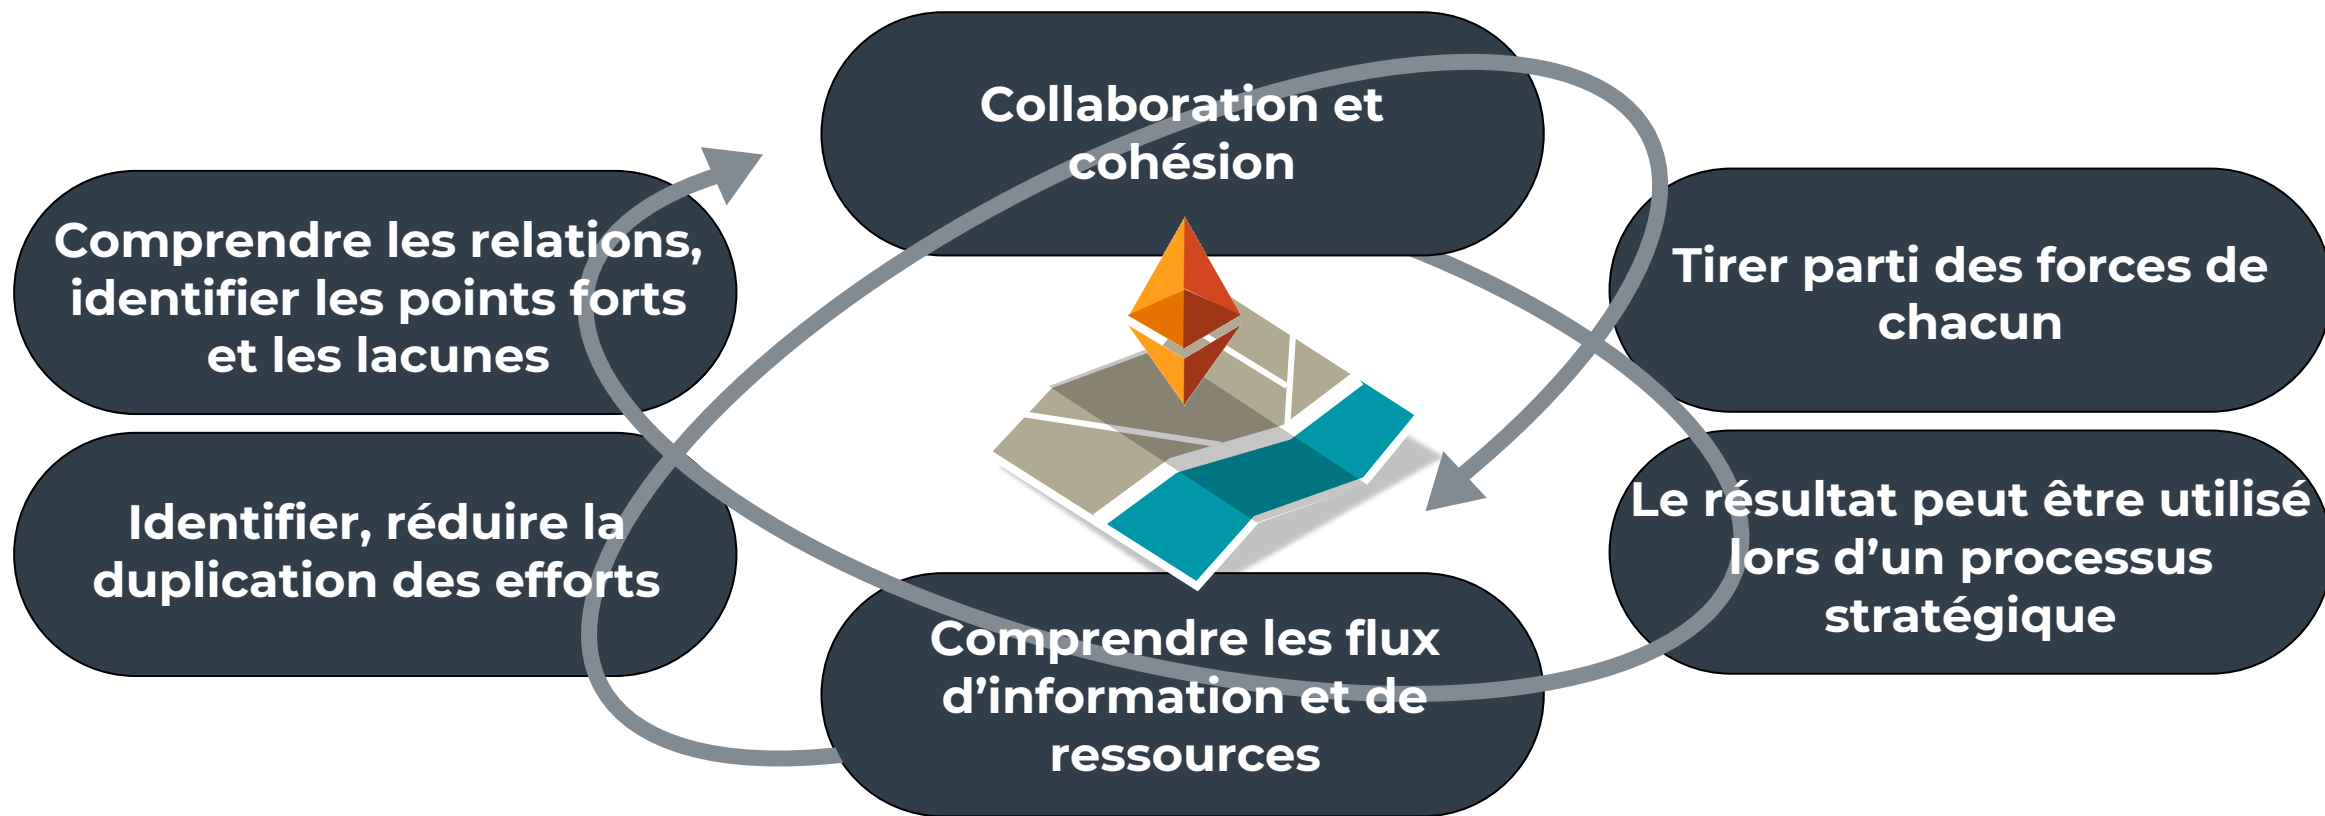 Collaboration et
cohésion
Comprendre les relations,
identifier les points forts
et les lacunes
Tirer parti des forces de
chacun
Identifier, réduire la
duplication des efforts
Le résultat peut être utilisé
lors d’un processus
stratégique
Comprendre les flux
d’information et de
ressources